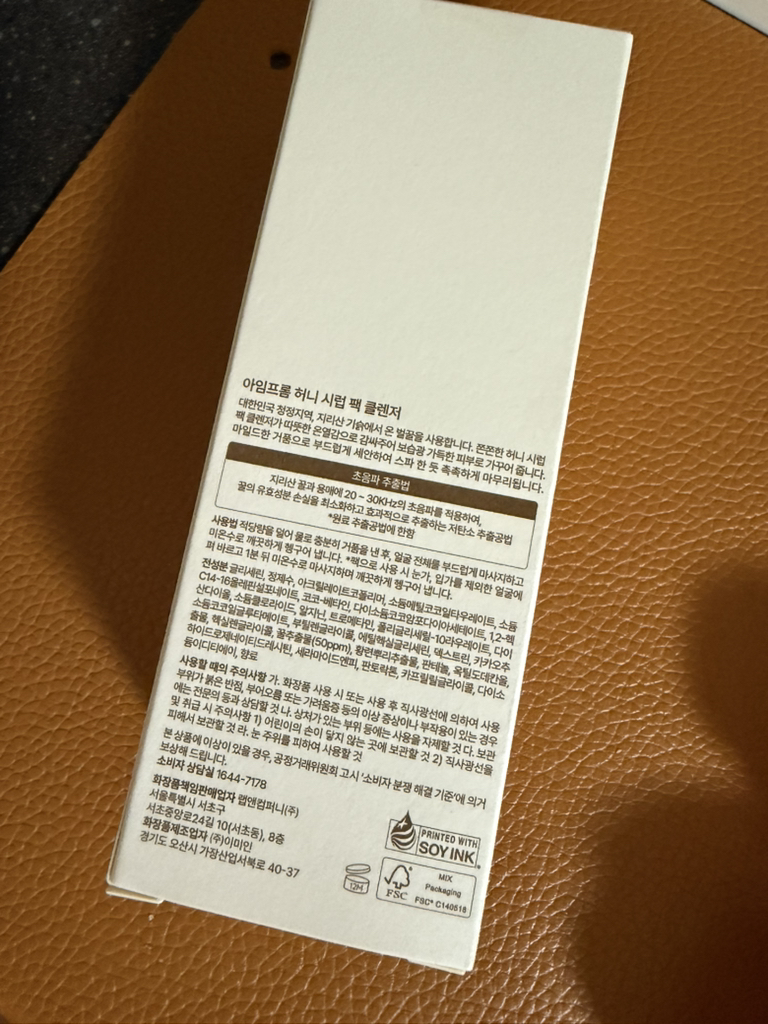 아임프롬 허니 시럽 팩 클렌저
대한민국 청정지역, 지리산 기슭에서 온 벌꿀을 사용합니다. 쫀쫀한 허니 시럽
팩 클렌저가 따뜻한 온열감으로 감싸주어 보습광 가득한 피부로 가꾸어 줍니다.
마일드한 거품으로 부드럽게 세안하여 스파 한 듯 촉촉하게 마무리됩니다.
초음파 추출법
지리산 꿀과 용매에 20 ~ 30KHz의 초음파를 적용하여,
꿀의 유효성분 손실을 최소화하고 효과적으로 추출하는 저탄소 추출공법
*원료 추출공법에 한함
사용법 적당량을 덜어 물로 충분히 거품을 낸 후, 얼굴 전체를 부드럽게 마사지하고
미온수로 깨끗하게 헹구어 냅니다. *팩으로 사용 시 눈가, 입가를 제외한 얼굴에
펴 바르고 1분 뒤 미온수로 마사지하며 깨끗하게 헹구어 냅니다.
전성분 글리세린, 정제수, 아크릴레이트코폴리머, 소듐메틸코코일타우레이트, 소듐
C14-16올레핀설포네이트, 코코-베타인, 다이소듐코코암포다이아세테이트, 1,2-헥
산다이올, 소듐클로라이드, 알지닌, 트로메타민, 폴리글리세릴-10라우레이트, 다이
소듐코코일글루타메이트, 부틸렌글라이콜, 에틸헥실글리세린, 덱스트린, 카카오추
출물, 헥실렌글라이콜, 꿀추출물(50ppm), 황련뿌리추출물, 판테놀, 옥틸도데칸올,
하이드로제네이티드레시틴, 세라마이드엔피, 판토락톤, 카프릴릴글라이콜, 다이소
듐이디티에이, 향료
사용할 때의 주의사항 가. 화장품 사용 시 또는 사용 후 직사광선에 의하여 사용
부위가 붉은 반점, 부어오름 또는 가려움증 등의 이상 증상이나 부작용이 있는 경우
에는 전문의 등과 상담할 것 나. 상처가 있는 부위 등에는 사용을 자제할 것 다. 보관
및 취급 시 주의사항 1) 어린이의 손이 닿지 않는 곳에 보관할 것 2) 직사광선을
피해서 보관할 것 라. 눈 주위를 피하여 사용할 것
본 상품에 이상이 있을 경우, 공정거래위원회 고시 '소비자 분쟁 해결 기준'에 의거
보상해 드립니다.
소비자 상담실 1644-7178
화장품책임판매업자 랩앤컴퍼니(주)
서울특별시 서초구
서초중앙로24길 10(서초동), 8층
화장품제조업자 (주)이미인
경기도 오산시 가장산업서북로 40-37
PRINTED WITH
SOY INK
12M
FSC
MIX
Packaging
FSC® C140518